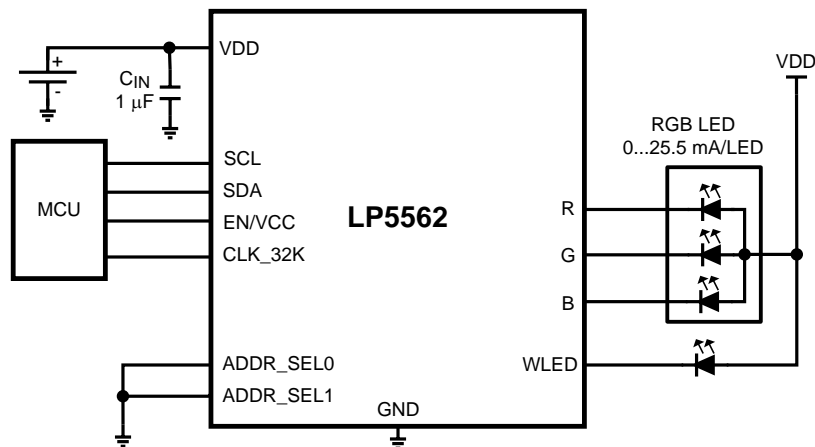 VDD
+
-
CIN
1 μF
MCU
SCL
SDA
EN/VCC
CLK_32K
ADDR_SEL0
ADDR_SEL1
LP5562
GND
R
G
B
WLED
RGB LED
0...25.5 mA/LED
VDD